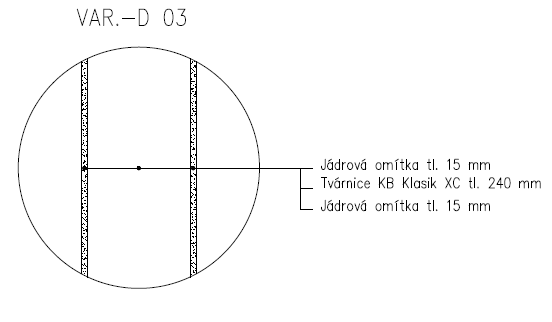 VAR.-D 03
Jádrová omítka tl. 15 mm
Tvárnice KB Klasik XC tl. 240 mm
Jádrová omítka tl. 15 mm